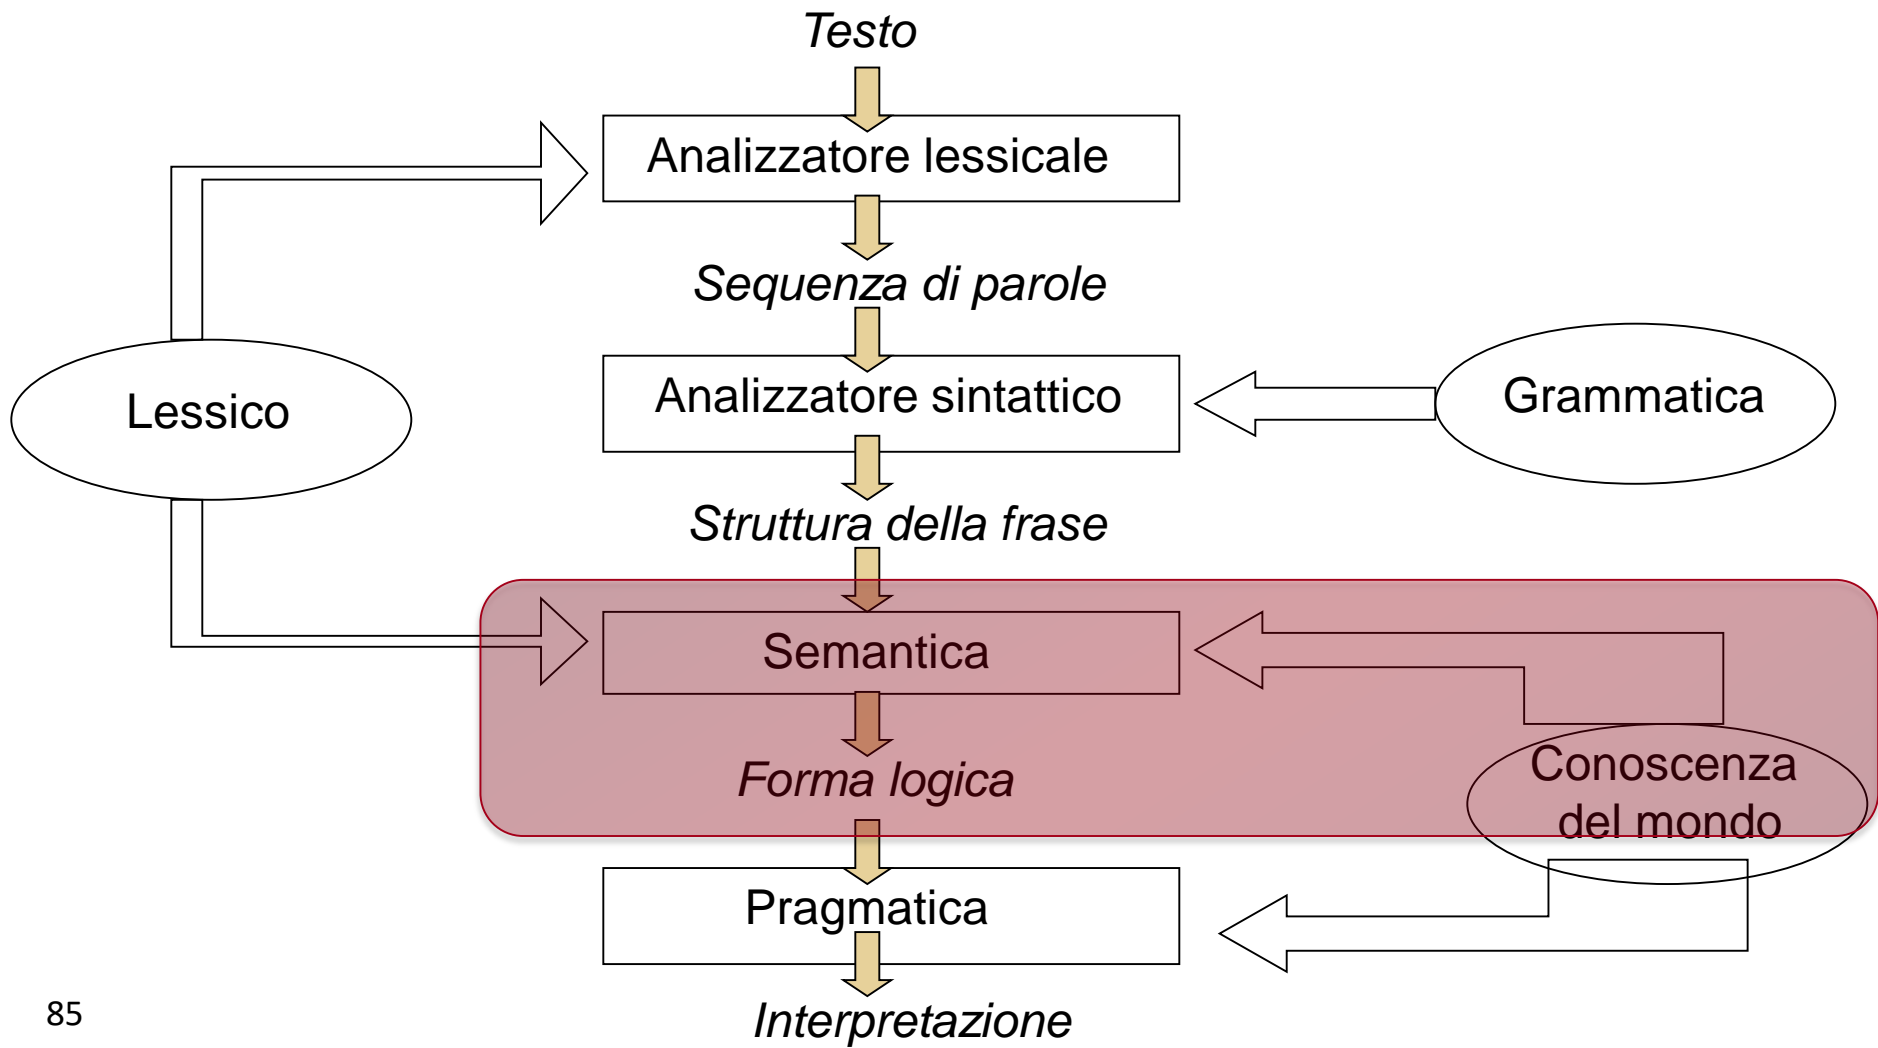 Testo
Analizzatore lessicale
Sequenza di parole
Lessico
Analizzatore sintattico
Grammatica
Struttura della frase
Semantica
Forma logica
Conoscenza
del mondo
Pragmatica
Interpretazione
85